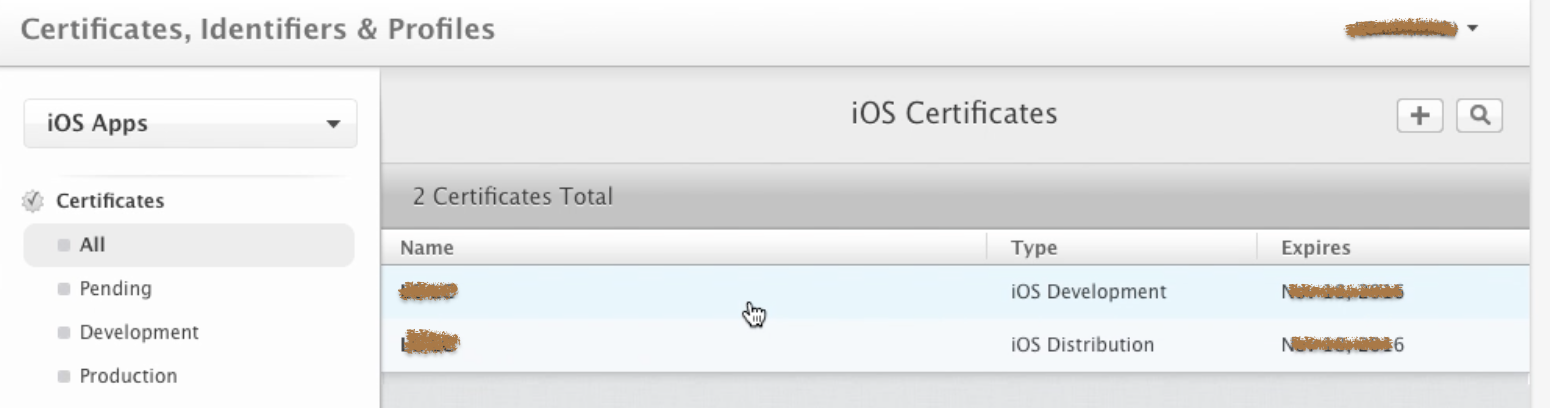 Certificates, Identifiers & Profiles
iOS Apps
iOS Certificates
2 Certificates Total
Certificates
All
Pending
Development
Production
Name Type Expires
iOS Development
iOS Distribution